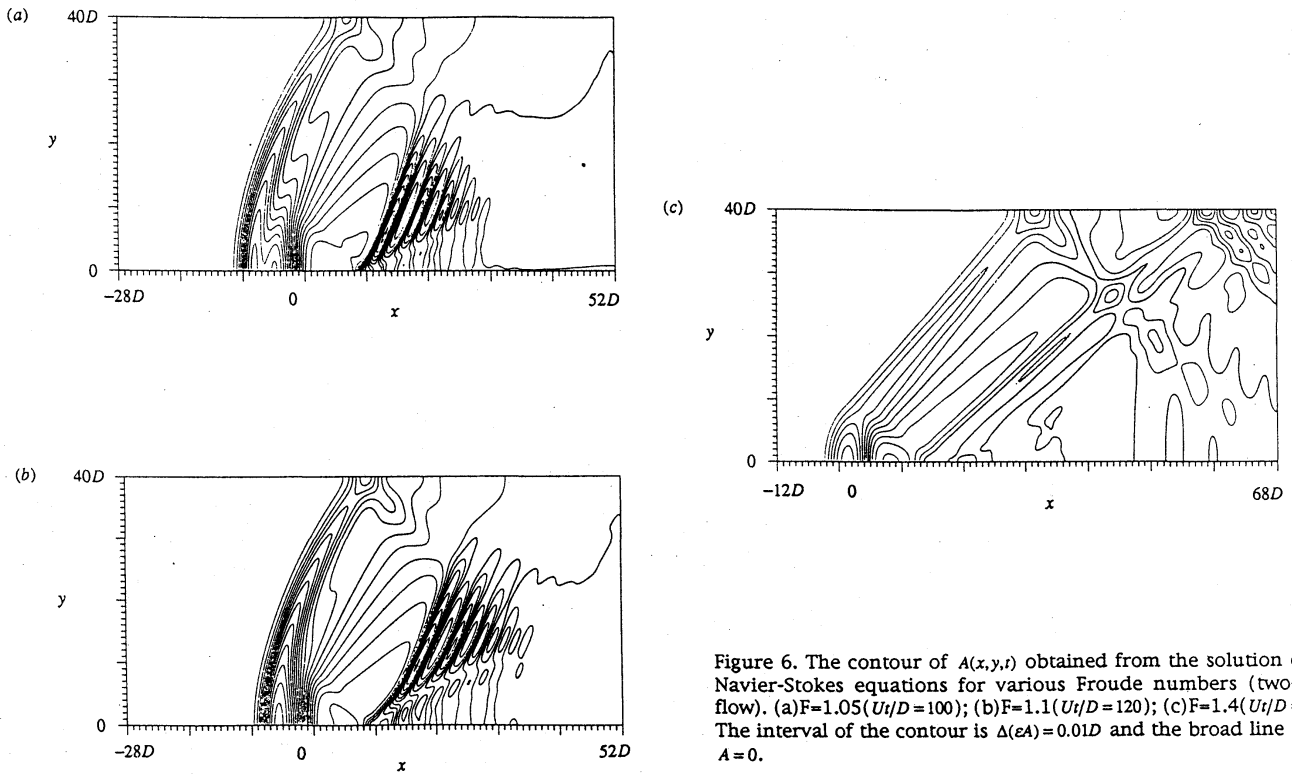 (a)
40D
y
0
−28D 0 52D
x
(b)
40D
y
0
−28D 0 52D
x
(c)
40D
y
0
−12D 0 68D
x
Figure 6. The contour of A(x,y,t) obtained from the solution
Navier-Stokes equations for various Froude numbers (two-
flow). (a)F=1.05(Ut/D=100); (b)F=1.1(Ut/D=120); (c)F=1.4(Ut/D=
The interval of the contour is Δ(εA)=0.01D and the broad line
A=0.